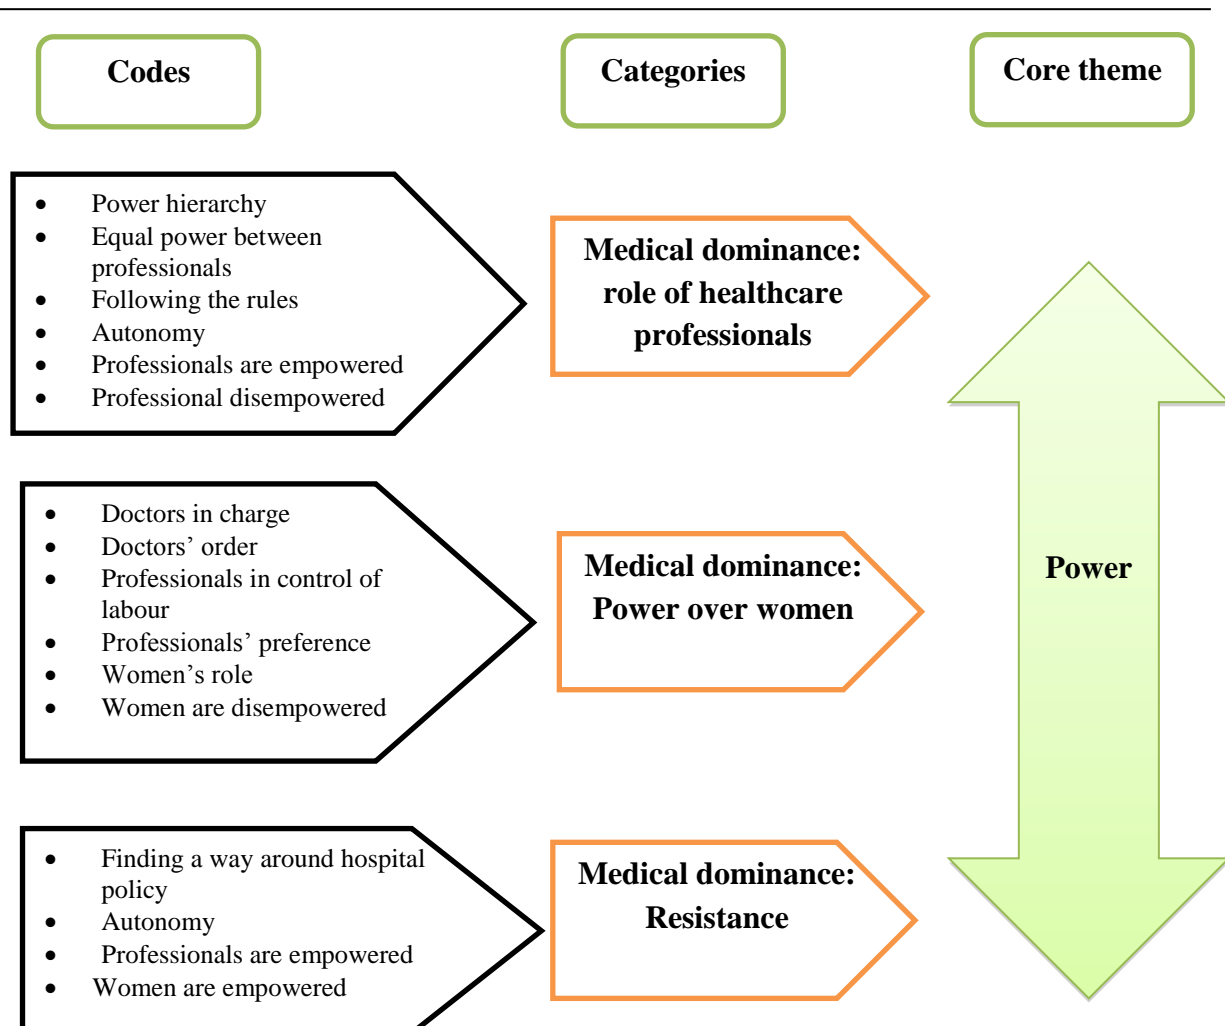 Codes
Categories
Core theme
• Power hierarchy
• Equal power between
professionals
• Following the rules
• Autonomy
• Professionals are empowered
• Professional disempowered
Medical dominance:
role of healthcare
professionals
• Doctors in charge
• Doctors’ order
• Professionals in control of
labour
• Professionals’ preference
• Women’s role
• Women are disempowered
Medical dominance:
Power over women
Power
• Finding a way around hospital
policy
• Autonomy
• Professionals are empowered
• Women are empowered
Medical dominance:
Resistance